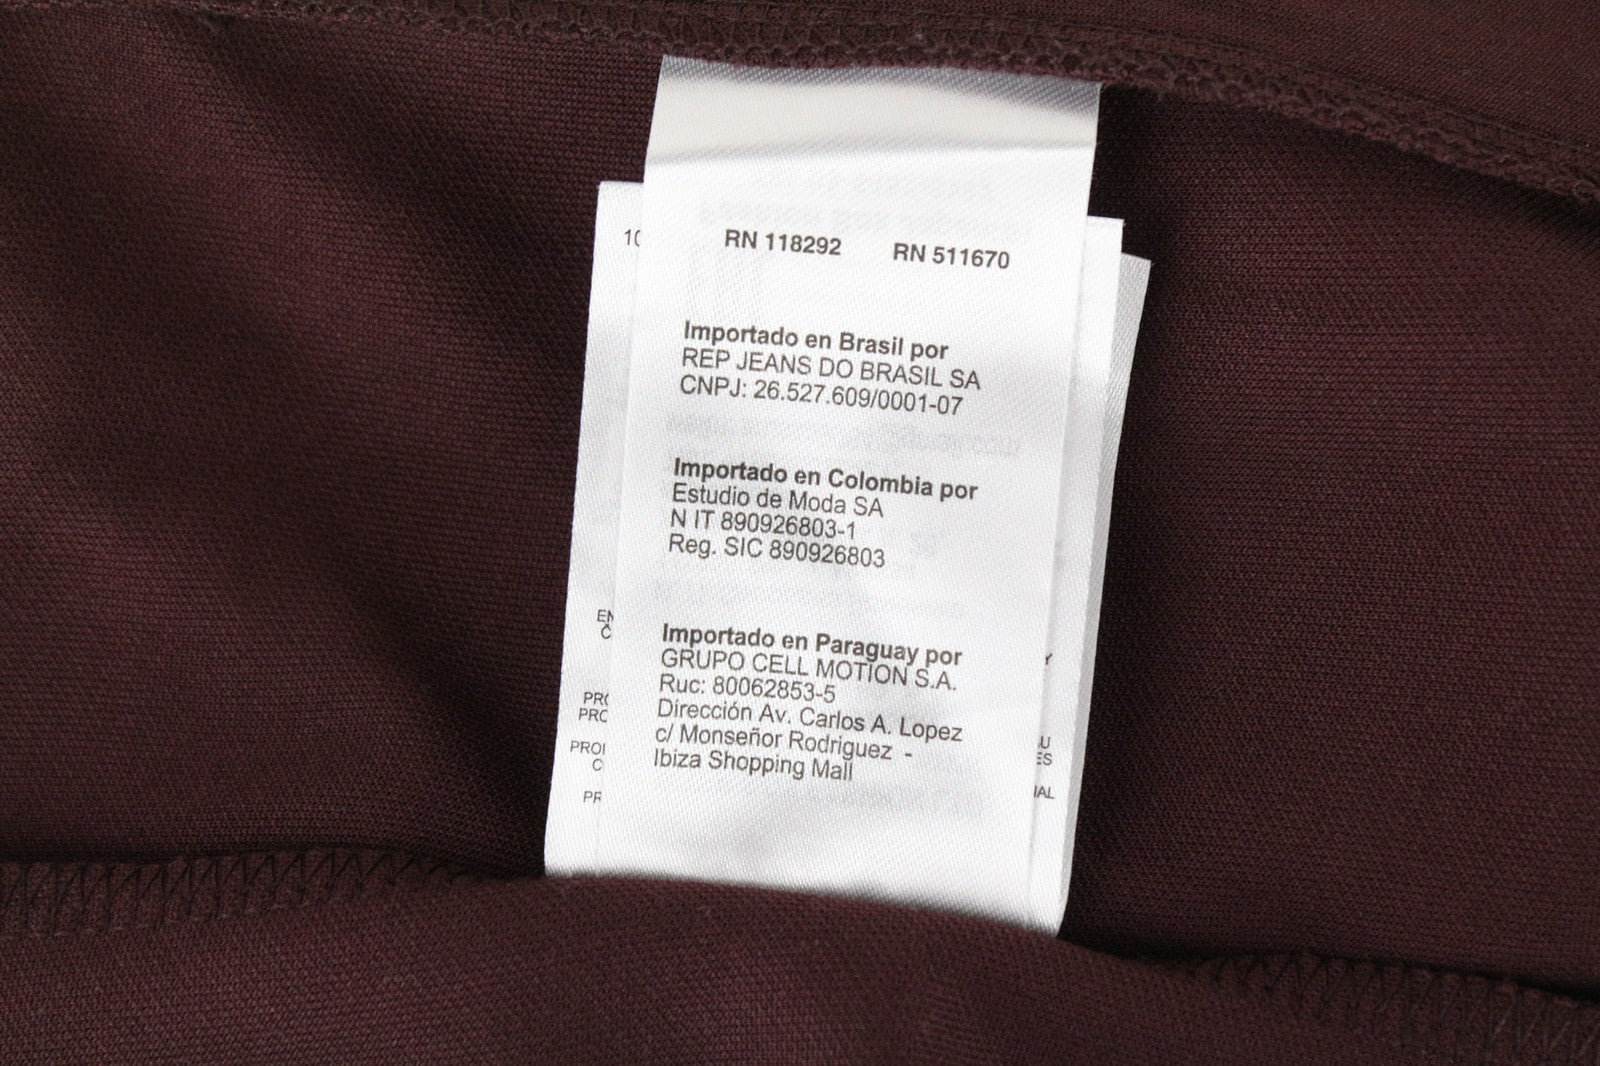 RN 118292 RN 511670
Importado en Brasil por
REP JEANS DO BRASIL SA
CNPJ: 26.527.609/0001-07
Importado en Colombia por
Estudio de Moda SA
N IT 890926803-1
Reg. SIC 890926803
Importado en Paraguay por
GRUPO CELL MOTION S.A.
Ruc: 80062853-5
Dirección Av. Carlos A. Lopez
c/ Monseñor Rodriguez -
Ibiza Shopping Mall